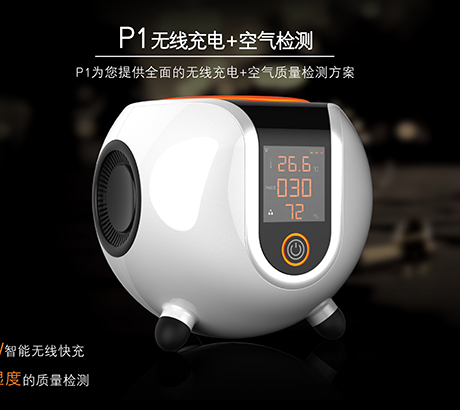 P1无线充电+空气检测
P1为您提供全面的无线充电+空气质量检测方案
26.6 °C
030
72 %
/智能无线快充
湿度的质量检测